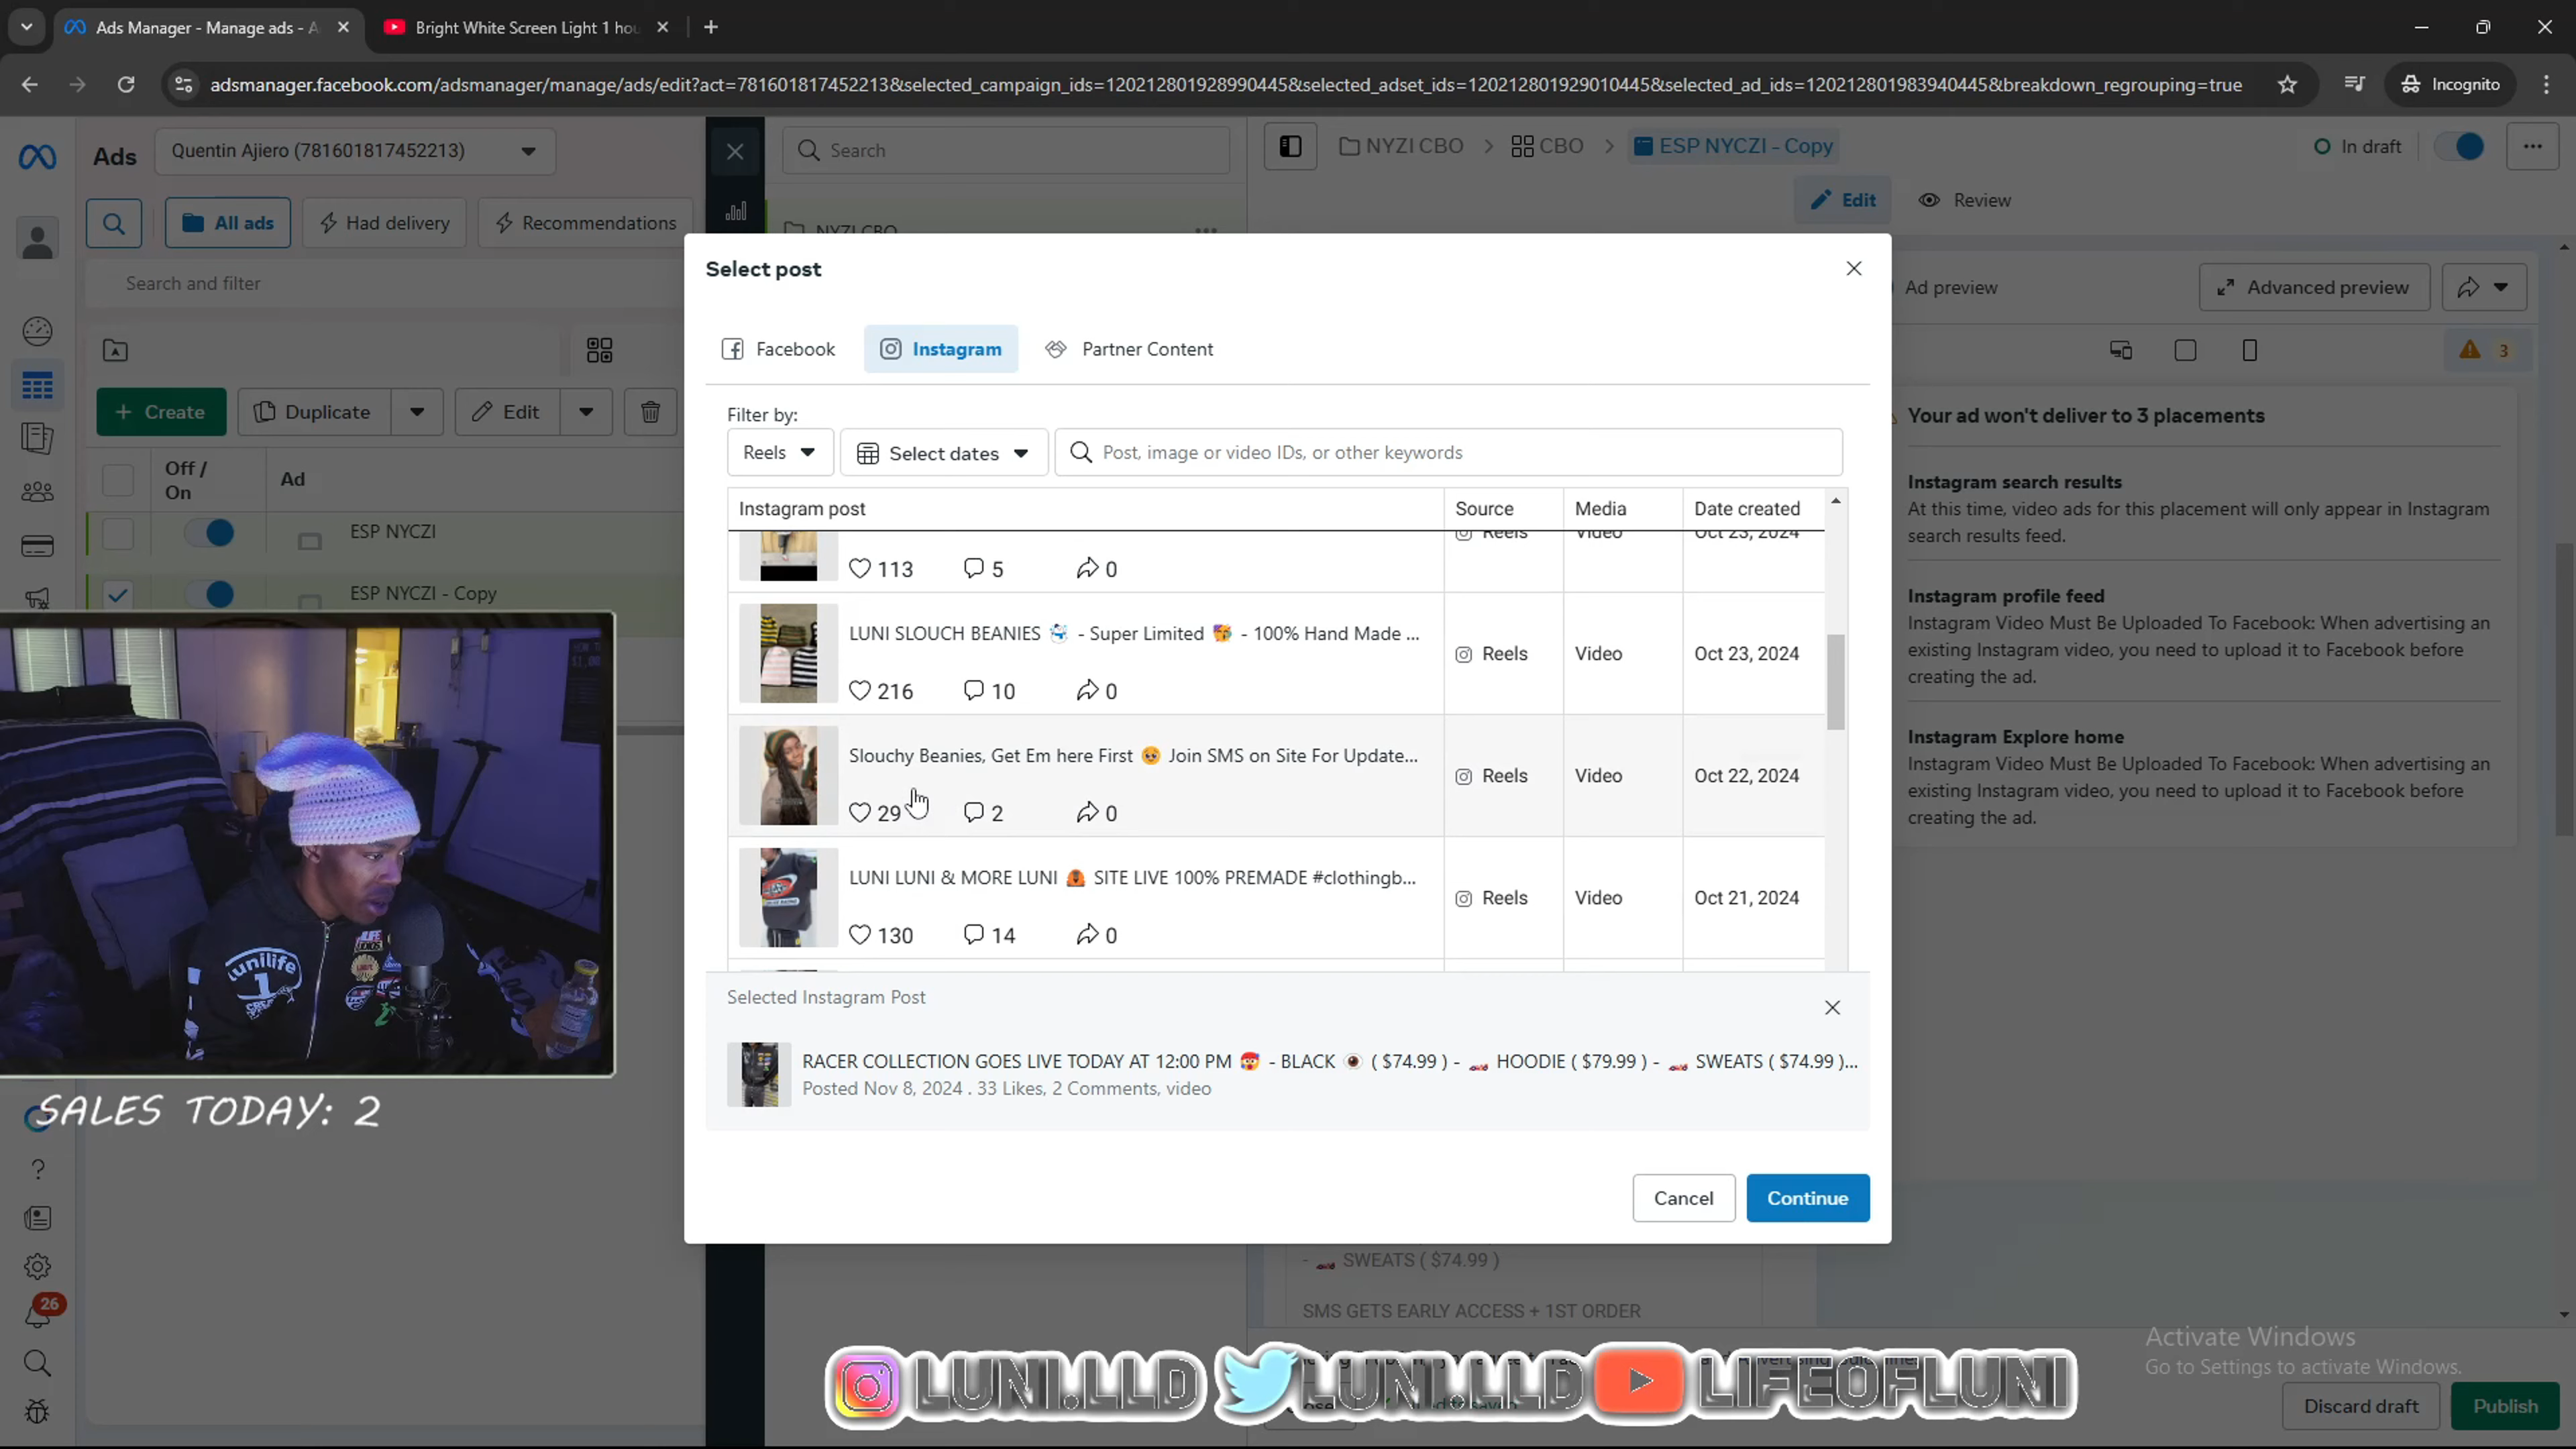 Ads Manager - Manage ads - A
Bright White Screen Light 1 hou
adsmanager.facebook.com/adsmanager/manage/ads/edit?act=781601817452213&selected_campaign_ids=120212801928990445&selected_adset_ids=120212801929010445&selected_ad_ids=120212801983940445&breakdown_regrouping=true
Incognito
Ads
Quentin Ajiero (781601817452213)
Search
NYZI CBO
CBO
ESP NYCZI - Copy
In draft
Edit
Review
All ads
Had delivery
Recommendations
NYZI CBO
Search and filter
Select post
Ad preview
Advanced preview
Facebook
Instagram
Partner Content
3
Create
Duplicate
Edit
Filter by:
Reels
Select dates
Post, image or video IDs, or other keywords
Your ad won't deliver to 3 placements
Off / On
Ad
Instagram post
Source
Media
Date created
Instagram search results
At this time, video ads for this placement will only appear in Instagram
search results feed.
ESP NYCZI
Reels
Video
Oct 23, 2024
113
5
0
ESP NYCZI - Copy
LUNI SLOUCH BEANIES ⛄ - Super Limited 🥳 - 100% Hand Made ...
Reels
Video
Oct 23, 2024
216
10
0
Instagram profile feed
Instagram Video Must Be Uploaded To Facebook: When advertising an
existing Instagram video, you need to upload it to Facebook before
creating the ad.
Slouchy Beanies, Get Em here First 🥺 Join SMS on Site For Update...
Reels
Video
Oct 22, 2024
29
2
0
Instagram Explore home
Instagram Video Must Be Uploaded To Facebook: When advertising an
existing Instagram video, you need to upload it to Facebook before
creating the ad.
LUNI LUNI & MORE LUNI 🦧 SITE LIVE 100% PREMADE #clothingb...
Reels
Video
Oct 21, 2024
130
14
0
lunilife
1
Selected Instagram Post
RACER COLLECTION GOES LIVE TODAY AT 12:00 PM 🥳 - BLACK 👁 ( $74.99 ) - 🏎 HOODIE ( $79.99 ) - 🏎 SWEATS ( $74.99 )...
Posted Nov 8, 2024 . 33 Likes, 2 Comments, video
SALES TODAY: 2
Cancel
Continue
- 🏎 SWEATS ( $74.99 )
SMS GETS EARLY ACCESS + 1ST ORDER
26
Activate Windows
Go to Settings to activate Windows.
LUNI.LLD
LUNI.LLD
LIFEOFLUNI
Discard draft
Publish